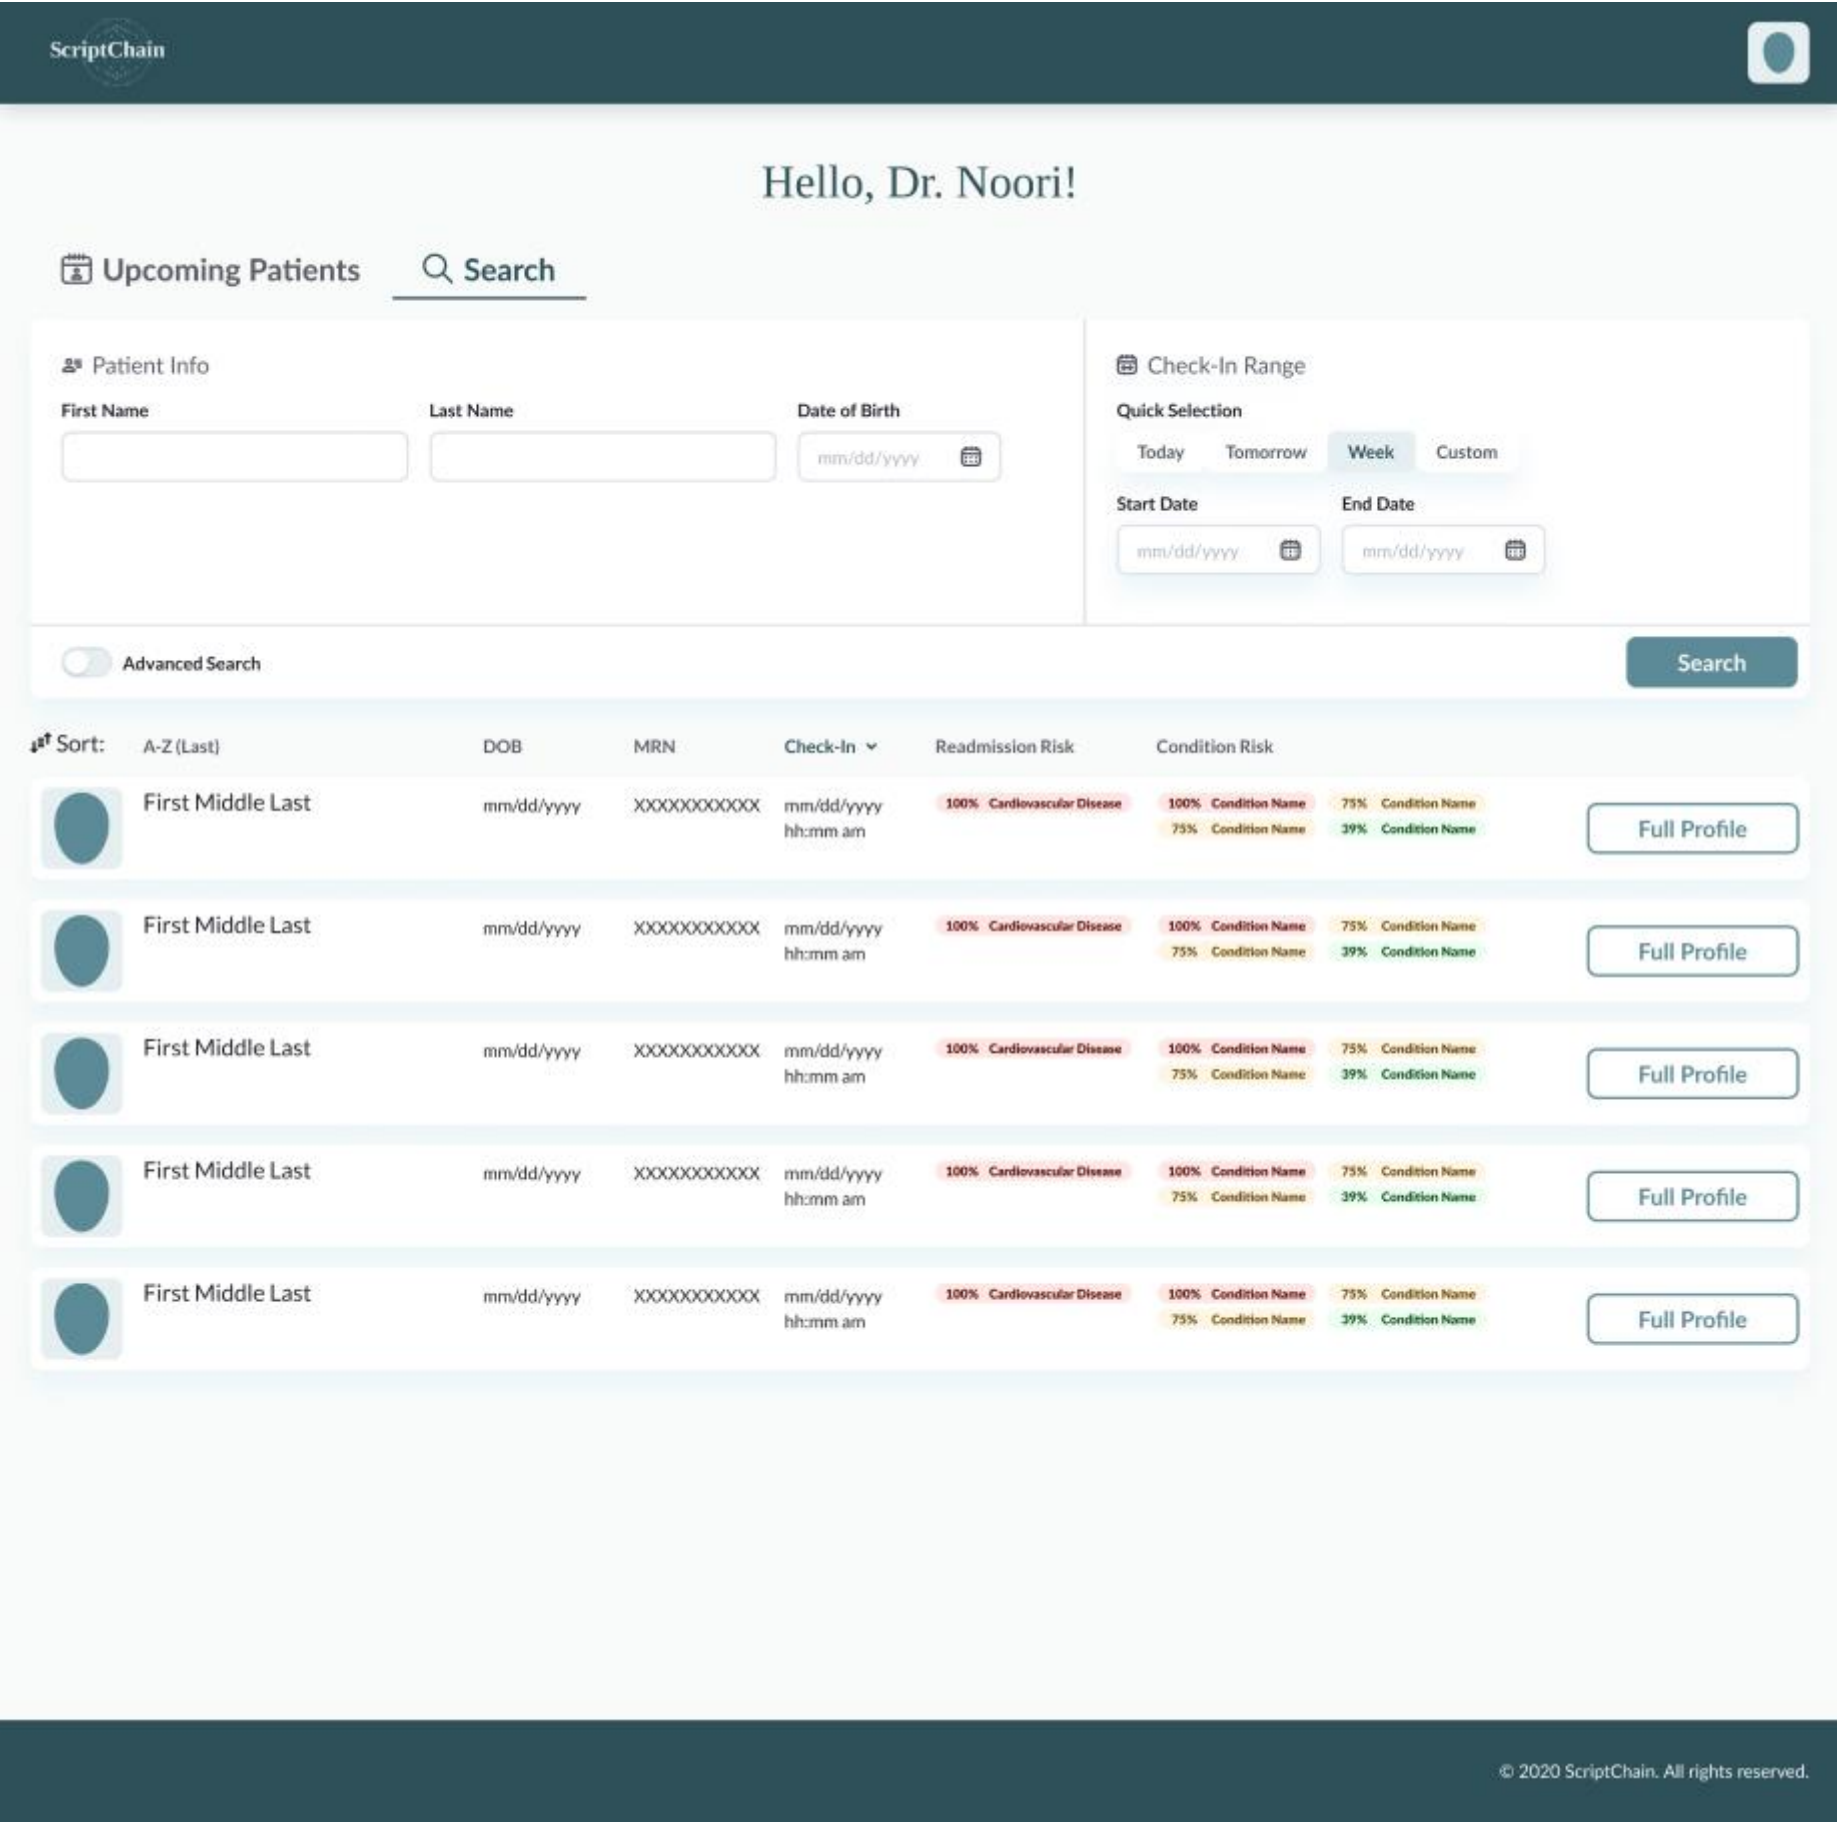 ScriptChain
Hello, Dr. Noori!
Upcoming Patients Search
Patient Info
First Name Last Name Date of Birth
mm/dd/yyyy
Check-In Range
Quick Selection
Today Tomorrow Week Custom
Start Date End Date
mm/dd/yyyy mm/dd/yyyy
Advanced Search Search
Sort: A-Z (Last) DOB MRN Check-In Readmission Risk Condition Risk
First Middle Last mm/dd/yyyy XXXXXXXXXXX mm/dd/yyyy 100% Cardiovascular Disease 100% Condition Name 75% Condition Name
hh:mm am 75% Condition Name 39% Condition Name
Full Profile
First Middle Last mm/dd/yyyy XXXXXXXXXXX mm/dd/yyyy 100% Cardiovascular Disease 100% Condition Name 75% Condition Name
hh:mm am 75% Condition Name 39% Condition Name
Full Profile
First Middle Last mm/dd/yyyy XXXXXXXXXXX mm/dd/yyyy 100% Cardiovascular Disease 100% Condition Name 75% Condition Name
hh:mm am 75% Condition Name 39% Condition Name
Full Profile
First Middle Last mm/dd/yyyy XXXXXXXXXXX mm/dd/yyyy 100% Cardiovascular Disease 100% Condition Name 75% Condition Name
hh:mm am 75% Condition Name 39% Condition Name
Full Profile
First Middle Last mm/dd/yyyy XXXXXXXXXXX mm/dd/yyyy 100% Cardiovascular Disease 100% Condition Name 75% Condition Name
hh:mm am 75% Condition Name 39% Condition Name
Full Profile
© 2020 ScriptChain. All rights reserved.